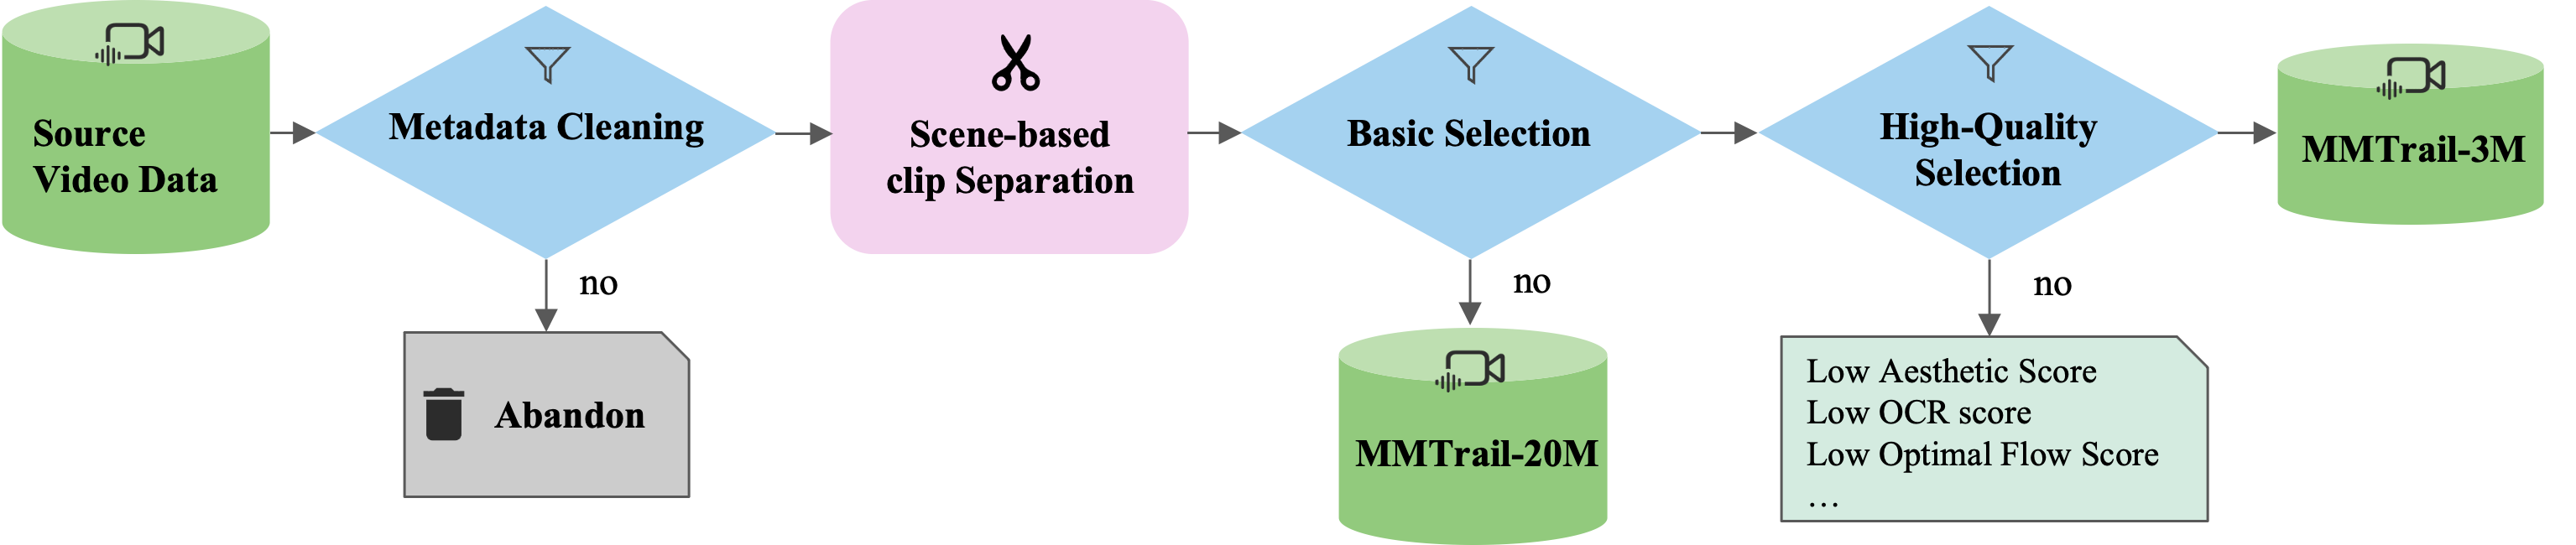 Source
Video Data
Metadata Cleaning
no
Abandon
Scene-based
clip Separation
Basic Selection
no
MMTrail-20M
High-Quality
Selection
no
Low Aesthetic Score
Low OCR score
Low Optimal Flow Score
…
MMTrail-3M